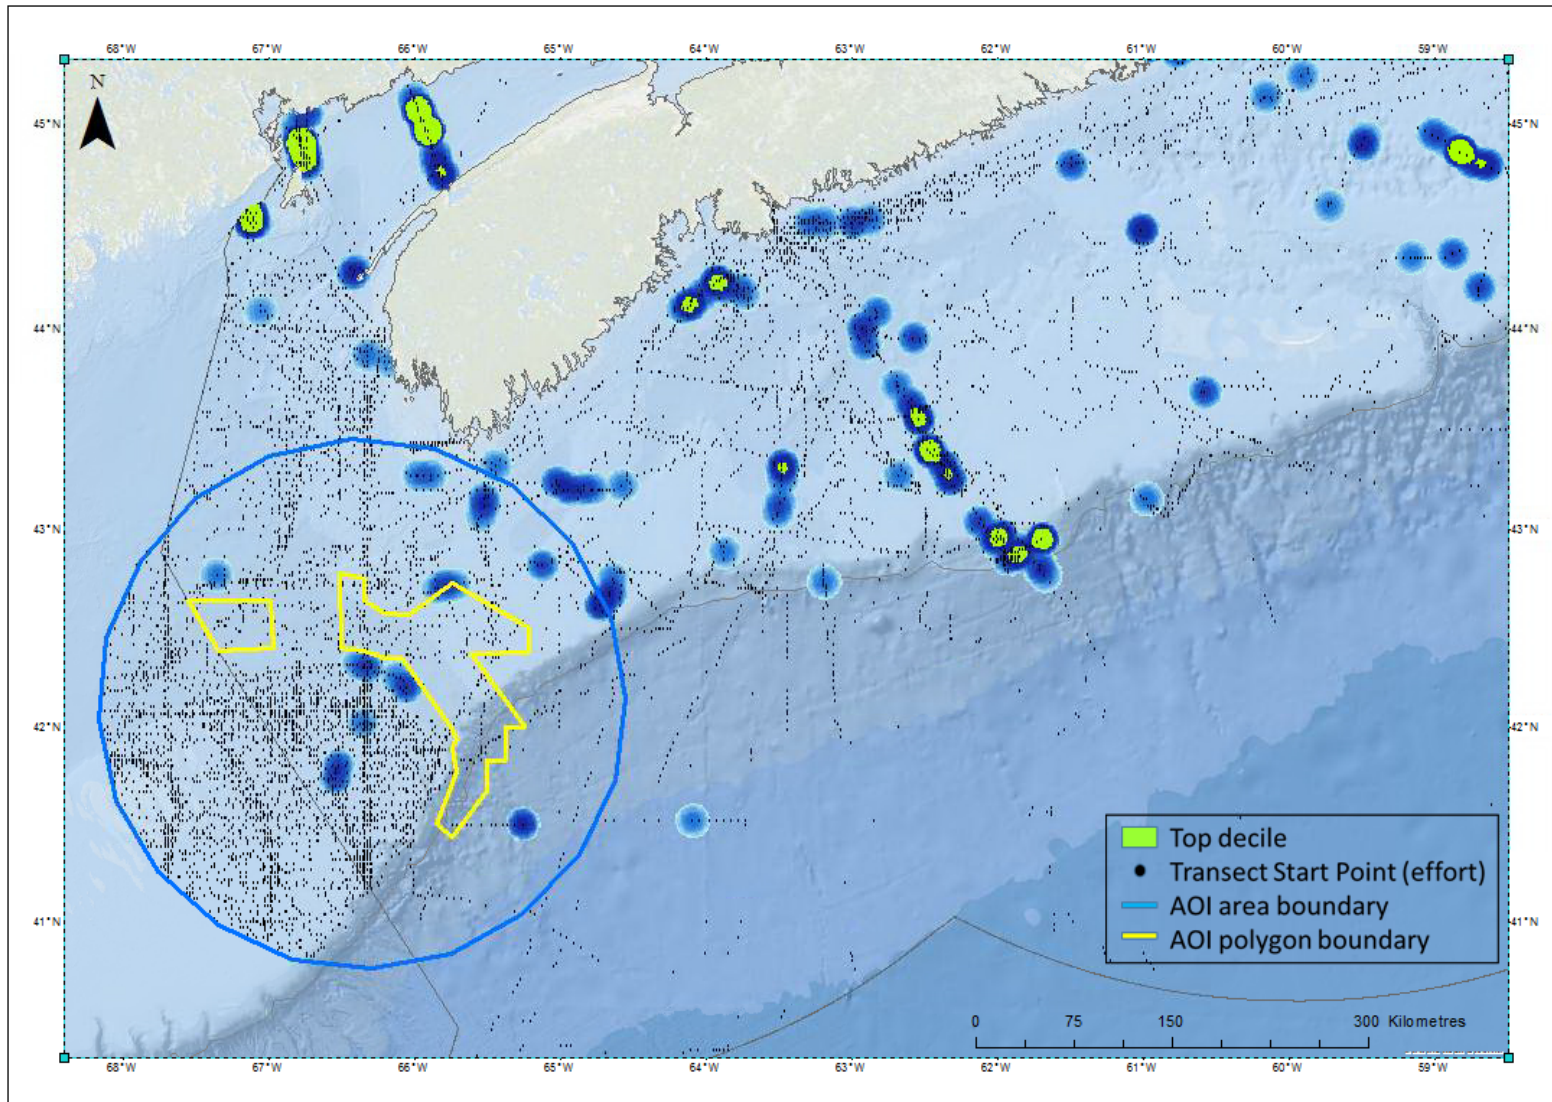 68°W 67°W 66°W 65°W 64°W 63°W 62°W 61°W 60°W 59°W
N
45°N 45°N
44°N 44°N
43°N 43°N
42°N 42°N
41°N 41°N
Top decile
Transect Start Point (effort)
AOI area boundary
AOI polygon boundary
0 75 150 300 Kilometres
68°W 67°W 66°W 65°W 64°W 63°W 62°W 61°W 60°W 59°W